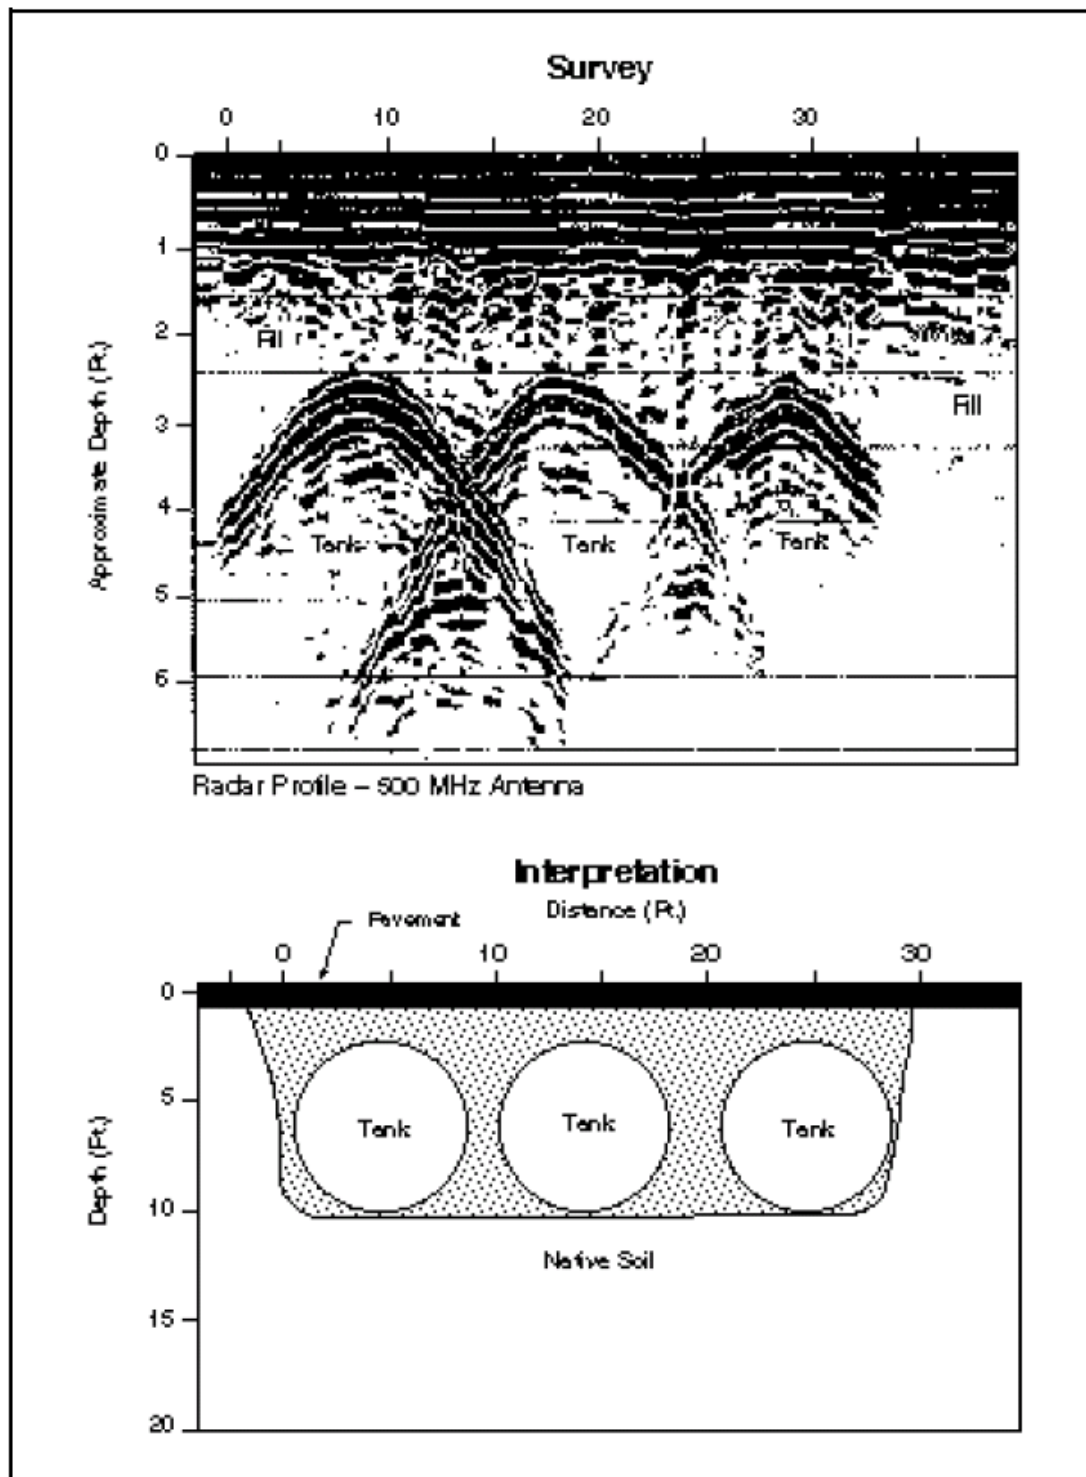 Survey
0 10 20 30
0
1
2
Fill
3
Fill
4
Tank Tank Tank
5
6
Approximate Depth (Ft.)
Radar Profile – 500 MHz Antenna
Interpretation
Distance (Ft.)
Pavement
0 10 20 30
0
5
Tank Tank Tank
10
Native Soil
15
20
Depth (Ft.)